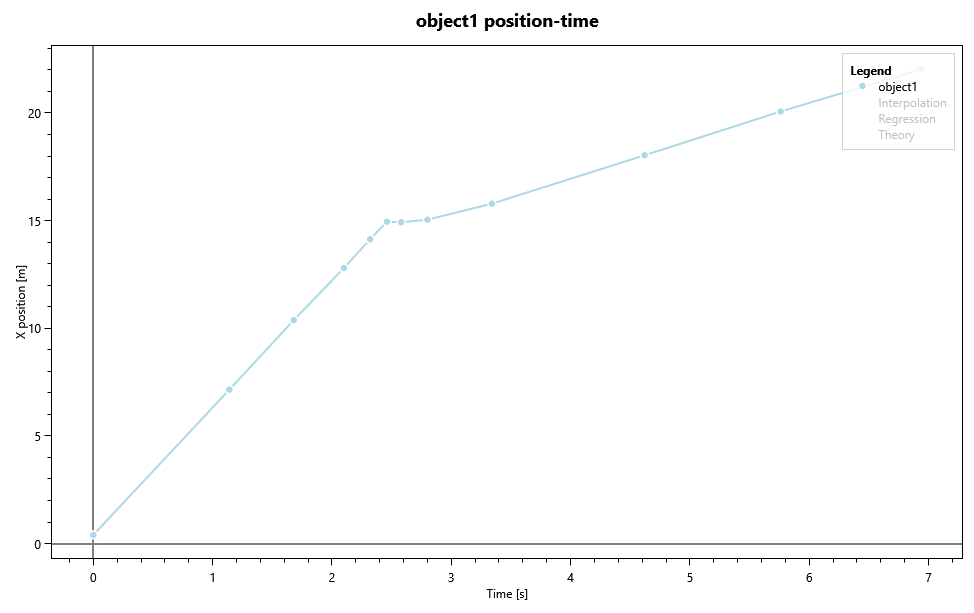 object1 position-time
Legend
object1
Interpolation
Regression
Theory
20
15
10
5
0
X position [m]
0 1 2 3 4 5 6 7
Time [s]